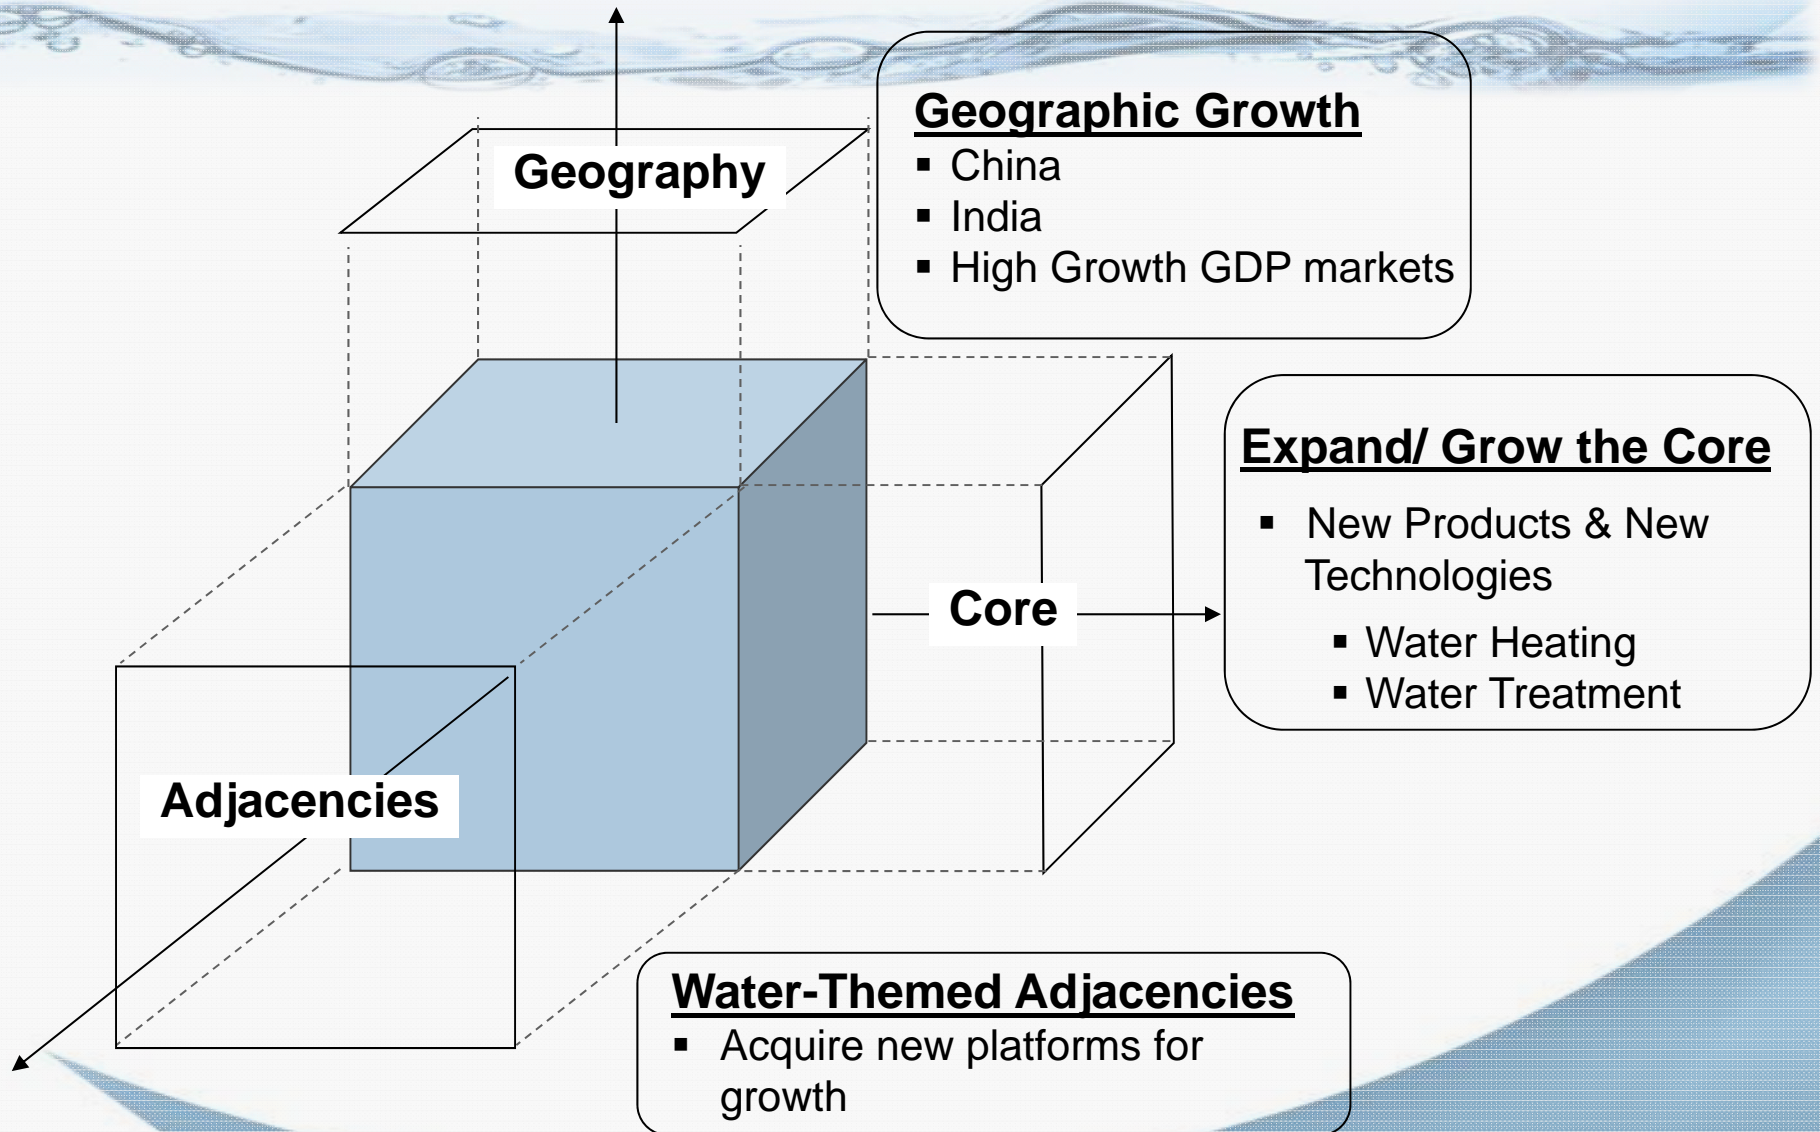 Geography
Geographic Growth
▪ China
▪ India
▪ High Growth GDP markets
Expand/ Grow the Core
▪ New Products & New
Technologies
▪ Water Heating
▪ Water Treatment
Core
Adjacencies
Water-Themed Adjacencies
▪ Acquire new platforms for
growth